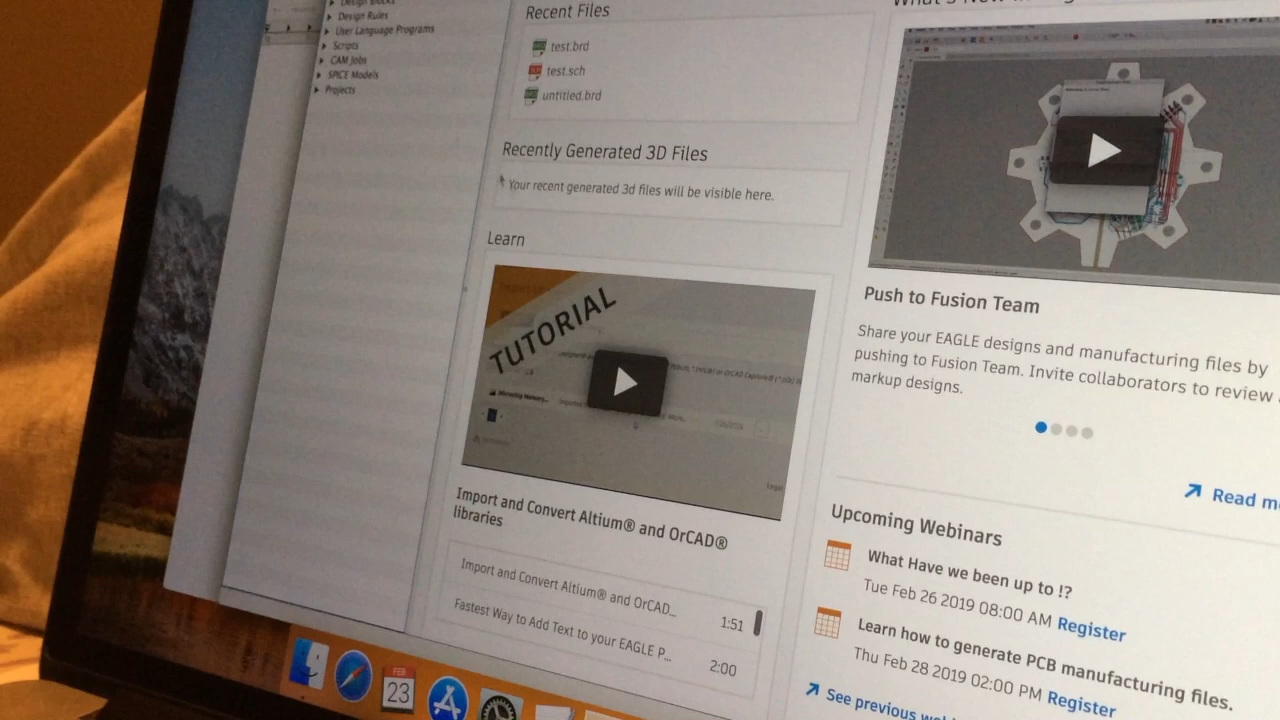 Design Rules
User Language Programs
Scripts
CAM Jobs
SPICE Models
Projects
Recent Files
test.brd
test.sch
untitled.brd
Recently Generated 3D Files
Your recent generated 3d files will be visible here.
Learn
TUTORIAL
Legal
Import and Convert Altium® and OrCAD®
libraries
Import and Convert Altium® and OrCAD...
1:51
Fastest Way to Add Text to your EAGLE P...
2:00
Push to Fusion Team
Share your EAGLE designs and manufacturing files by
pushing to Fusion Team. Invite collaborators to review
markup designs.
Read
Upcoming Webinars
What Have we been up to !?
Tue Feb 26 2019 08:00 AM Register
Learn how to generate PCB manufacturing files.
Thu Feb 28 2019 02:00 PM Register
See previous
FEB
23